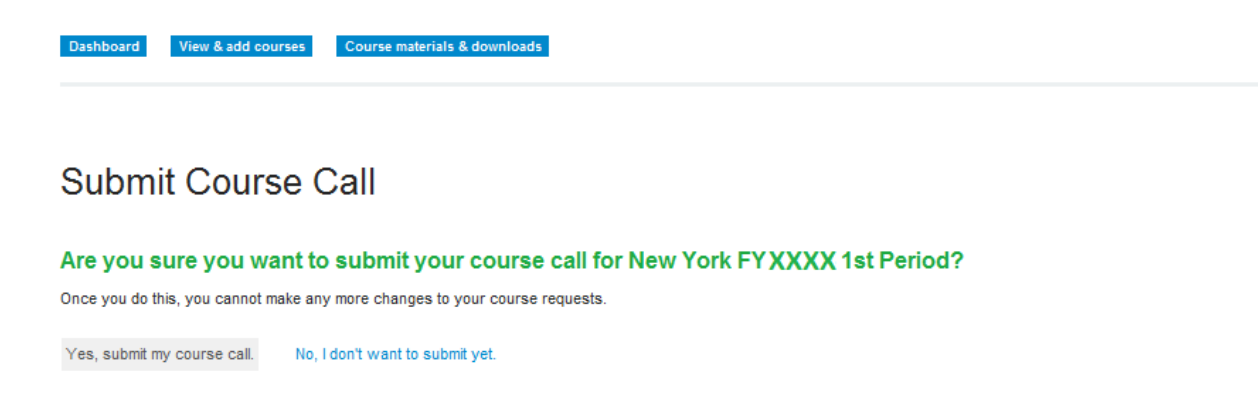 Dashboard View & add courses Course materials & downloads
Submit Course Call
Are you sure you want to submit your course call for New York FYXXXX 1st Period?
Once you do this, you cannot make any more changes to your course requests.
Yes, submit my course call. No, I don't want to submit yet.